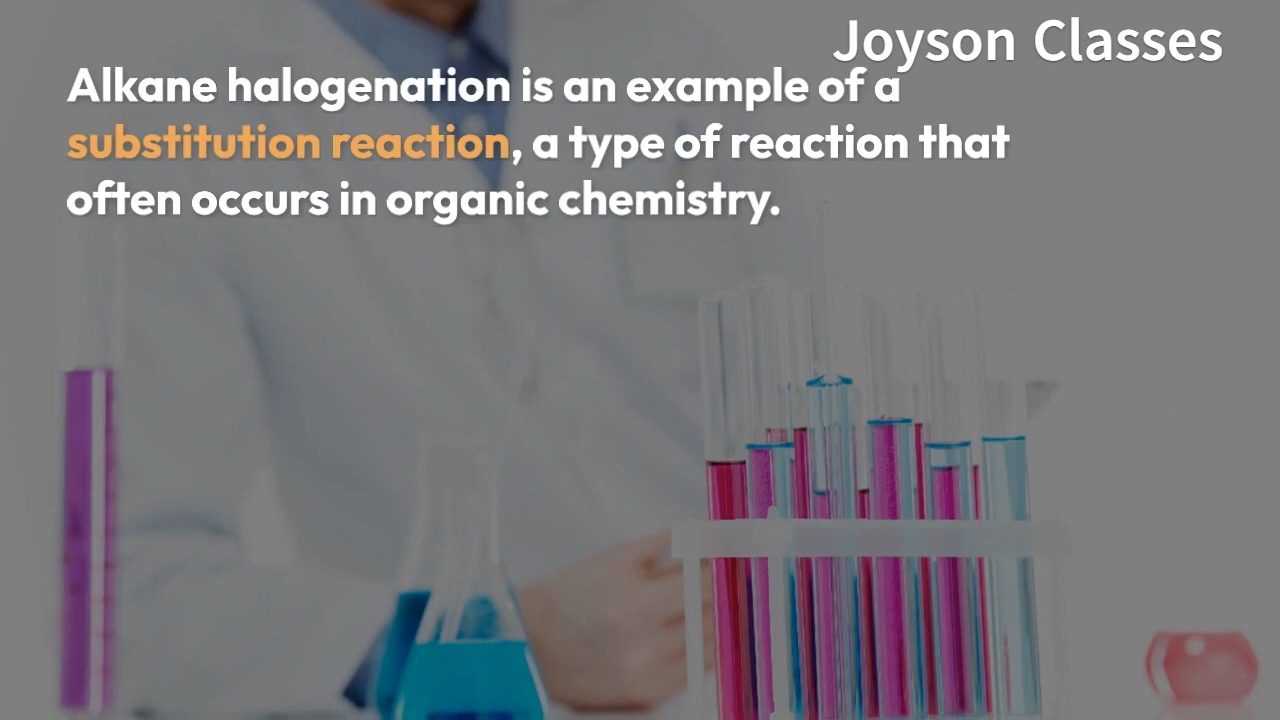 Joyson Classes
Alkane halogenation is an example of a
substitution reaction, a type of reaction that
often occurs in organic chemistry.